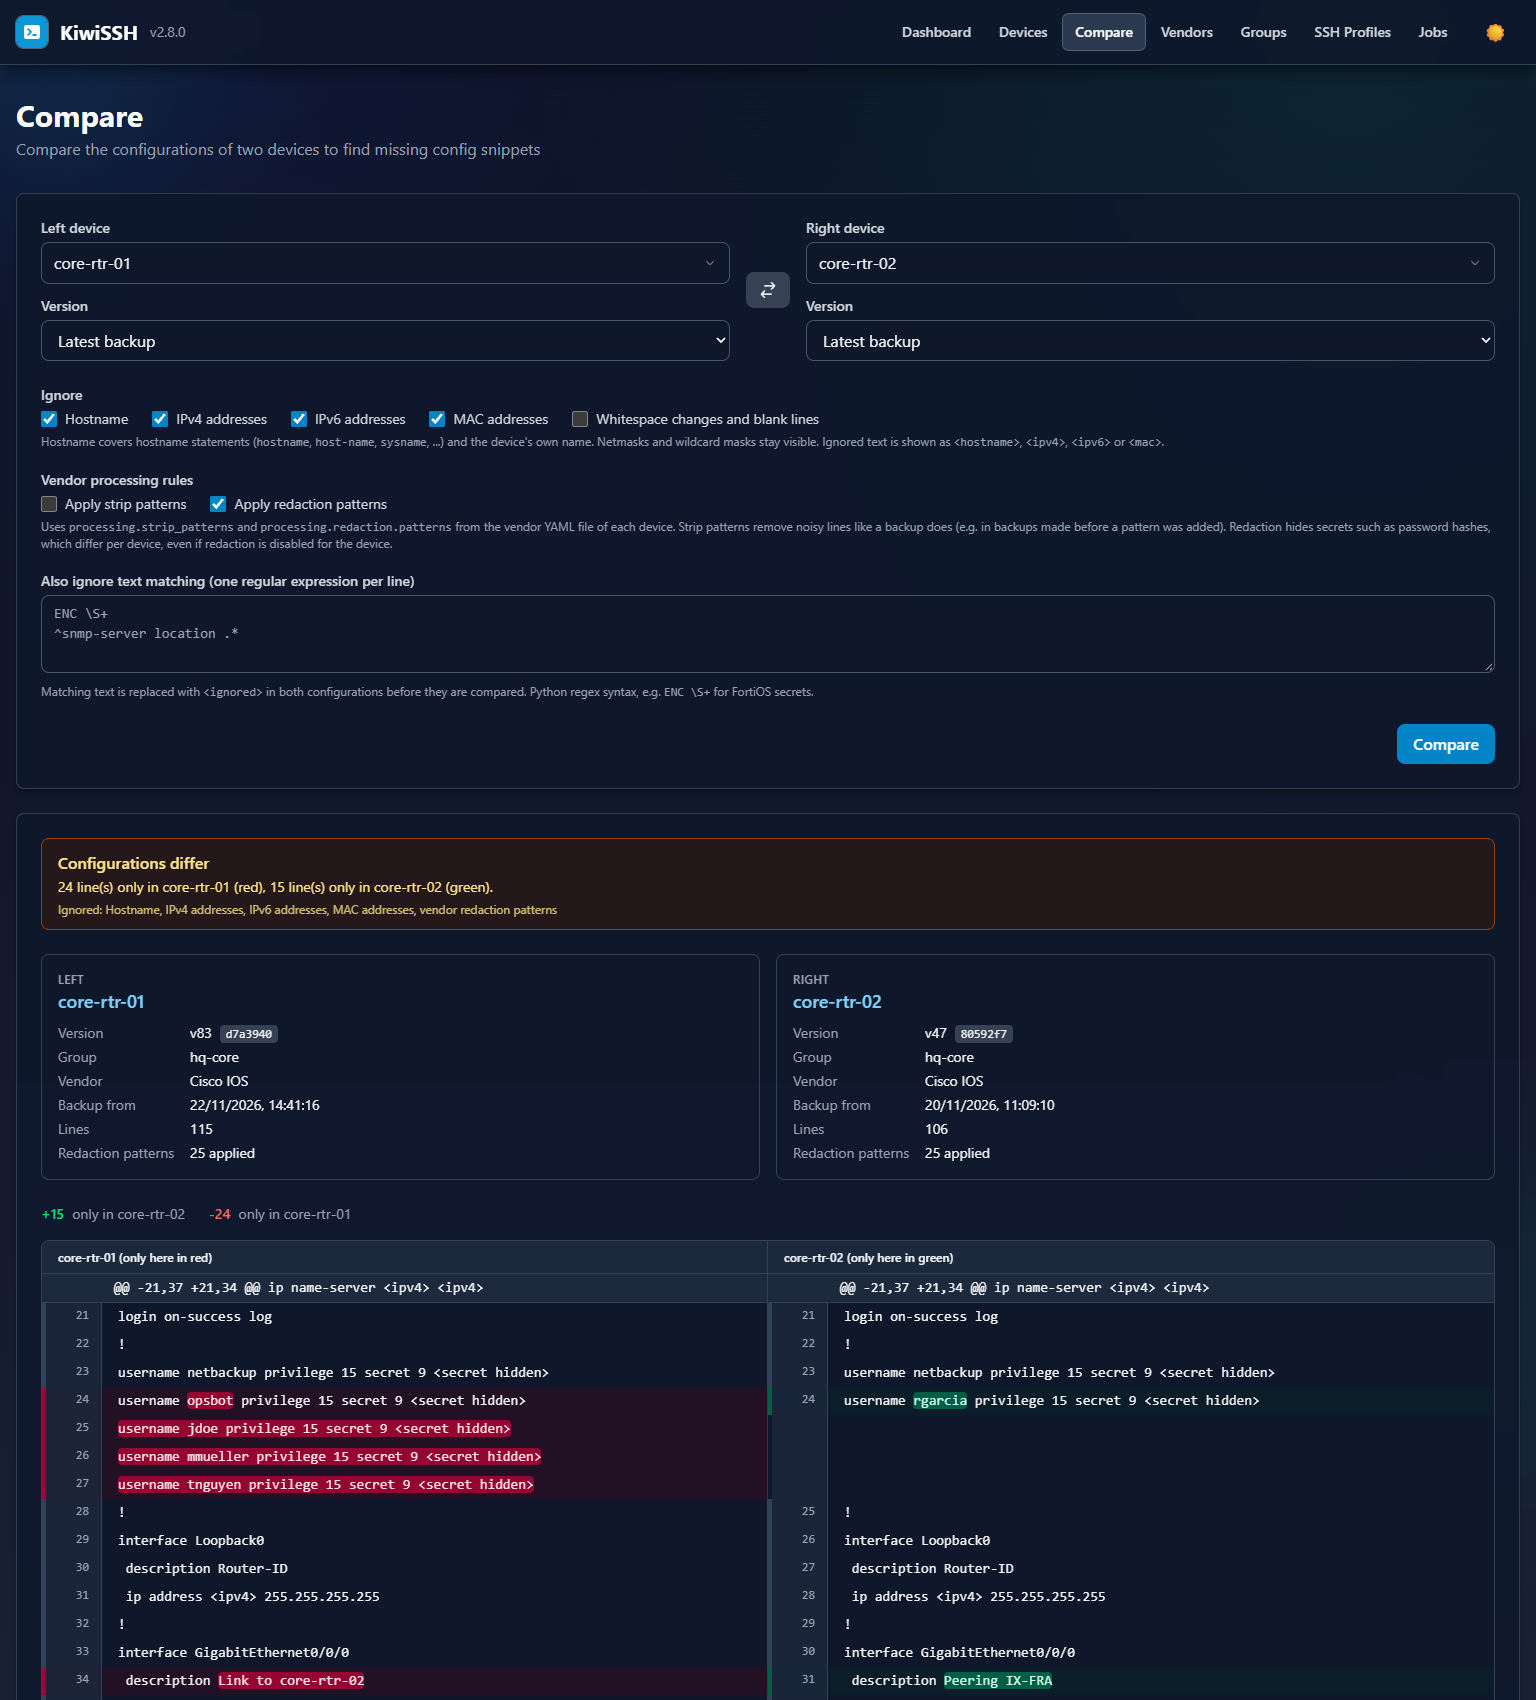 KiwiSSH v2.8.0
Dashboard Devices Compare Vendors Groups SSH Profiles Jobs
Compare
Compare the configurations of two devices to find missing config snippets
Left device
core-rtr-01
Version
Latest backup
Right device
core-rtr-02
Version
Latest backup
Ignore
Hostname IPv4 addresses IPv6 addresses MAC addresses Whitespace changes and blank lines
Hostname covers hostname statements (hostname, host-name, sysname, …) and the device's own name. Netmasks and wildcard masks stay visible. Ignored text is shown as <hostname>, <ipv4>, <ipv6> or <mac>.
Vendor processing rules
Apply strip patterns Apply redaction patterns
Uses processing.strip_patterns and processing.redaction.patterns from the vendor YAML file of each device. Strip patterns remove noisy lines like a backup does (e.g. in backups made before a pattern was added). Redaction hides secrets such as password hashes,
which differ per device, even if redaction is disabled for the device.
Also ignore text matching (one regular expression per line)
ENC \S+
^snmp-server location .*
Matching text is replaced with <ignored> in both configurations before they are compared. Python regex syntax, e.g. ENC \S+ for FortiOS secrets.
Compare
Configurations differ
24 line(s) only in core-rtr-01 (red), 15 line(s) only in core-rtr-02 (green).
Ignored: Hostname, IPv4 addresses, IPv6 addresses, MAC addresses, vendor redaction patterns
LEFT
core-rtr-01
Version v83 d7a3940
Group hq-core
Vendor Cisco IOS
Backup from 22/11/2026, 14:41:16
Lines 115
Redaction patterns 25 applied
RIGHT
core-rtr-02
Version v47 80592f7
Group hq-core
Vendor Cisco IOS
Backup from 20/11/2026, 11:09:10
Lines 106
Redaction patterns 25 applied
+15 only in core-rtr-02 -24 only in core-rtr-01
core-rtr-01 (only here in red)
@@ -21,37 +21,34 @@ ip name-server <ipv4> <ipv4>
21 login on-success log
22 !
23 username netbackup privilege 15 secret 9 <secret hidden>
24 username opsbot privilege 15 secret 9 <secret hidden>
25 username jdoe privilege 15 secret 9 <secret hidden>
26 username mmueller privilege 15 secret 9 <secret hidden>
27 username tnguyen privilege 15 secret 9 <secret hidden>
28 !
29 interface Loopback0
30 description Router-ID
31 ip address <ipv4> 255.255.255.255
32 !
33 interface GigabitEthernet0/0/0
34 description Link to core-rtr-02
core-rtr-02 (only here in green)
@@ -21,37 +21,34 @@ ip name-server <ipv4> <ipv4>
21 login on-success log
22 !
23 username netbackup privilege 15 secret 9 <secret hidden>
24 username rgarcia privilege 15 secret 9 <secret hidden>
25 !
26 interface Loopback0
27 description Router-ID
28 ip address <ipv4> 255.255.255.255
29 !
30 interface GigabitEthernet0/0/0
31 description Peering IX-FRA